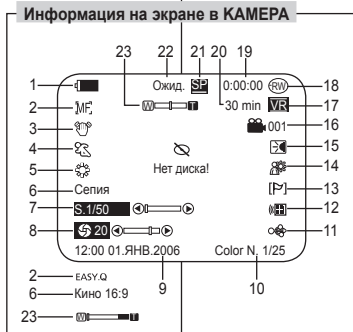 Информация на экране в КАМЕРА
23 22 21 20 19
1 Ожид. SP 0:00:00 RW 18
2 MF W T 30 min VR 17
3 001 16
4 15
5 Нет диска! 14
6 Сепия 13
7 S.1/50 12
8 20 11
12:00 01.ЯНВ.2006 Color N. 1/25
9 10
2 EASY.Q
6 Кино 16:9
23 W T